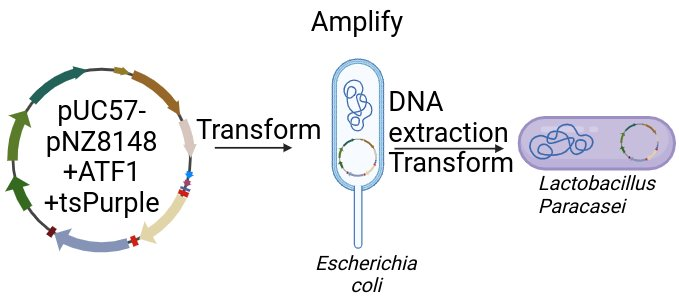 Amplify
pUC57-
pNZ8148
+ATF1
+tsPurple
Transform
DNA
extraction
Transform
Escherichia
coli
Lactobacillus
Paracasei